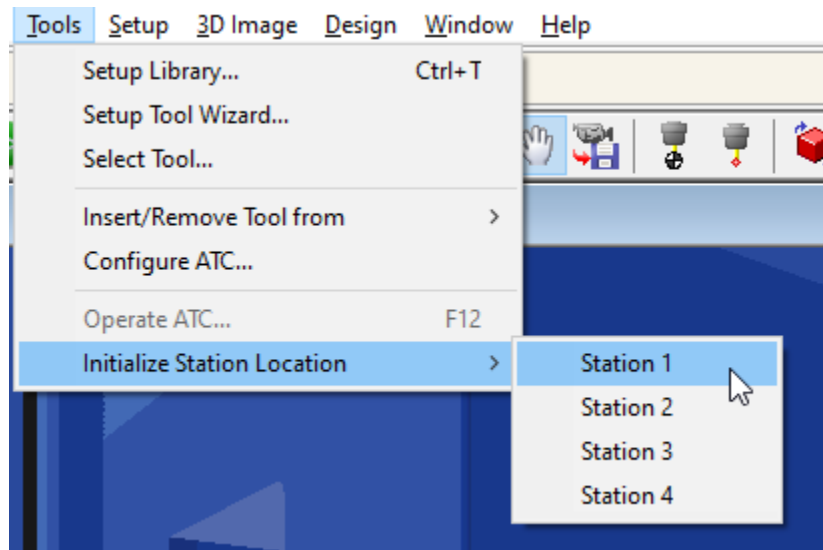 Tools Setup 3D Image Design Window Help
Setup Library... Ctrl+T
Setup Tool Wizard...
Select Tool...
Insert/Remove Tool from >
Configure ATC...
Operate ATC... F12
Initialize Station Location >
Station 1
Station 2
Station 3
Station 4